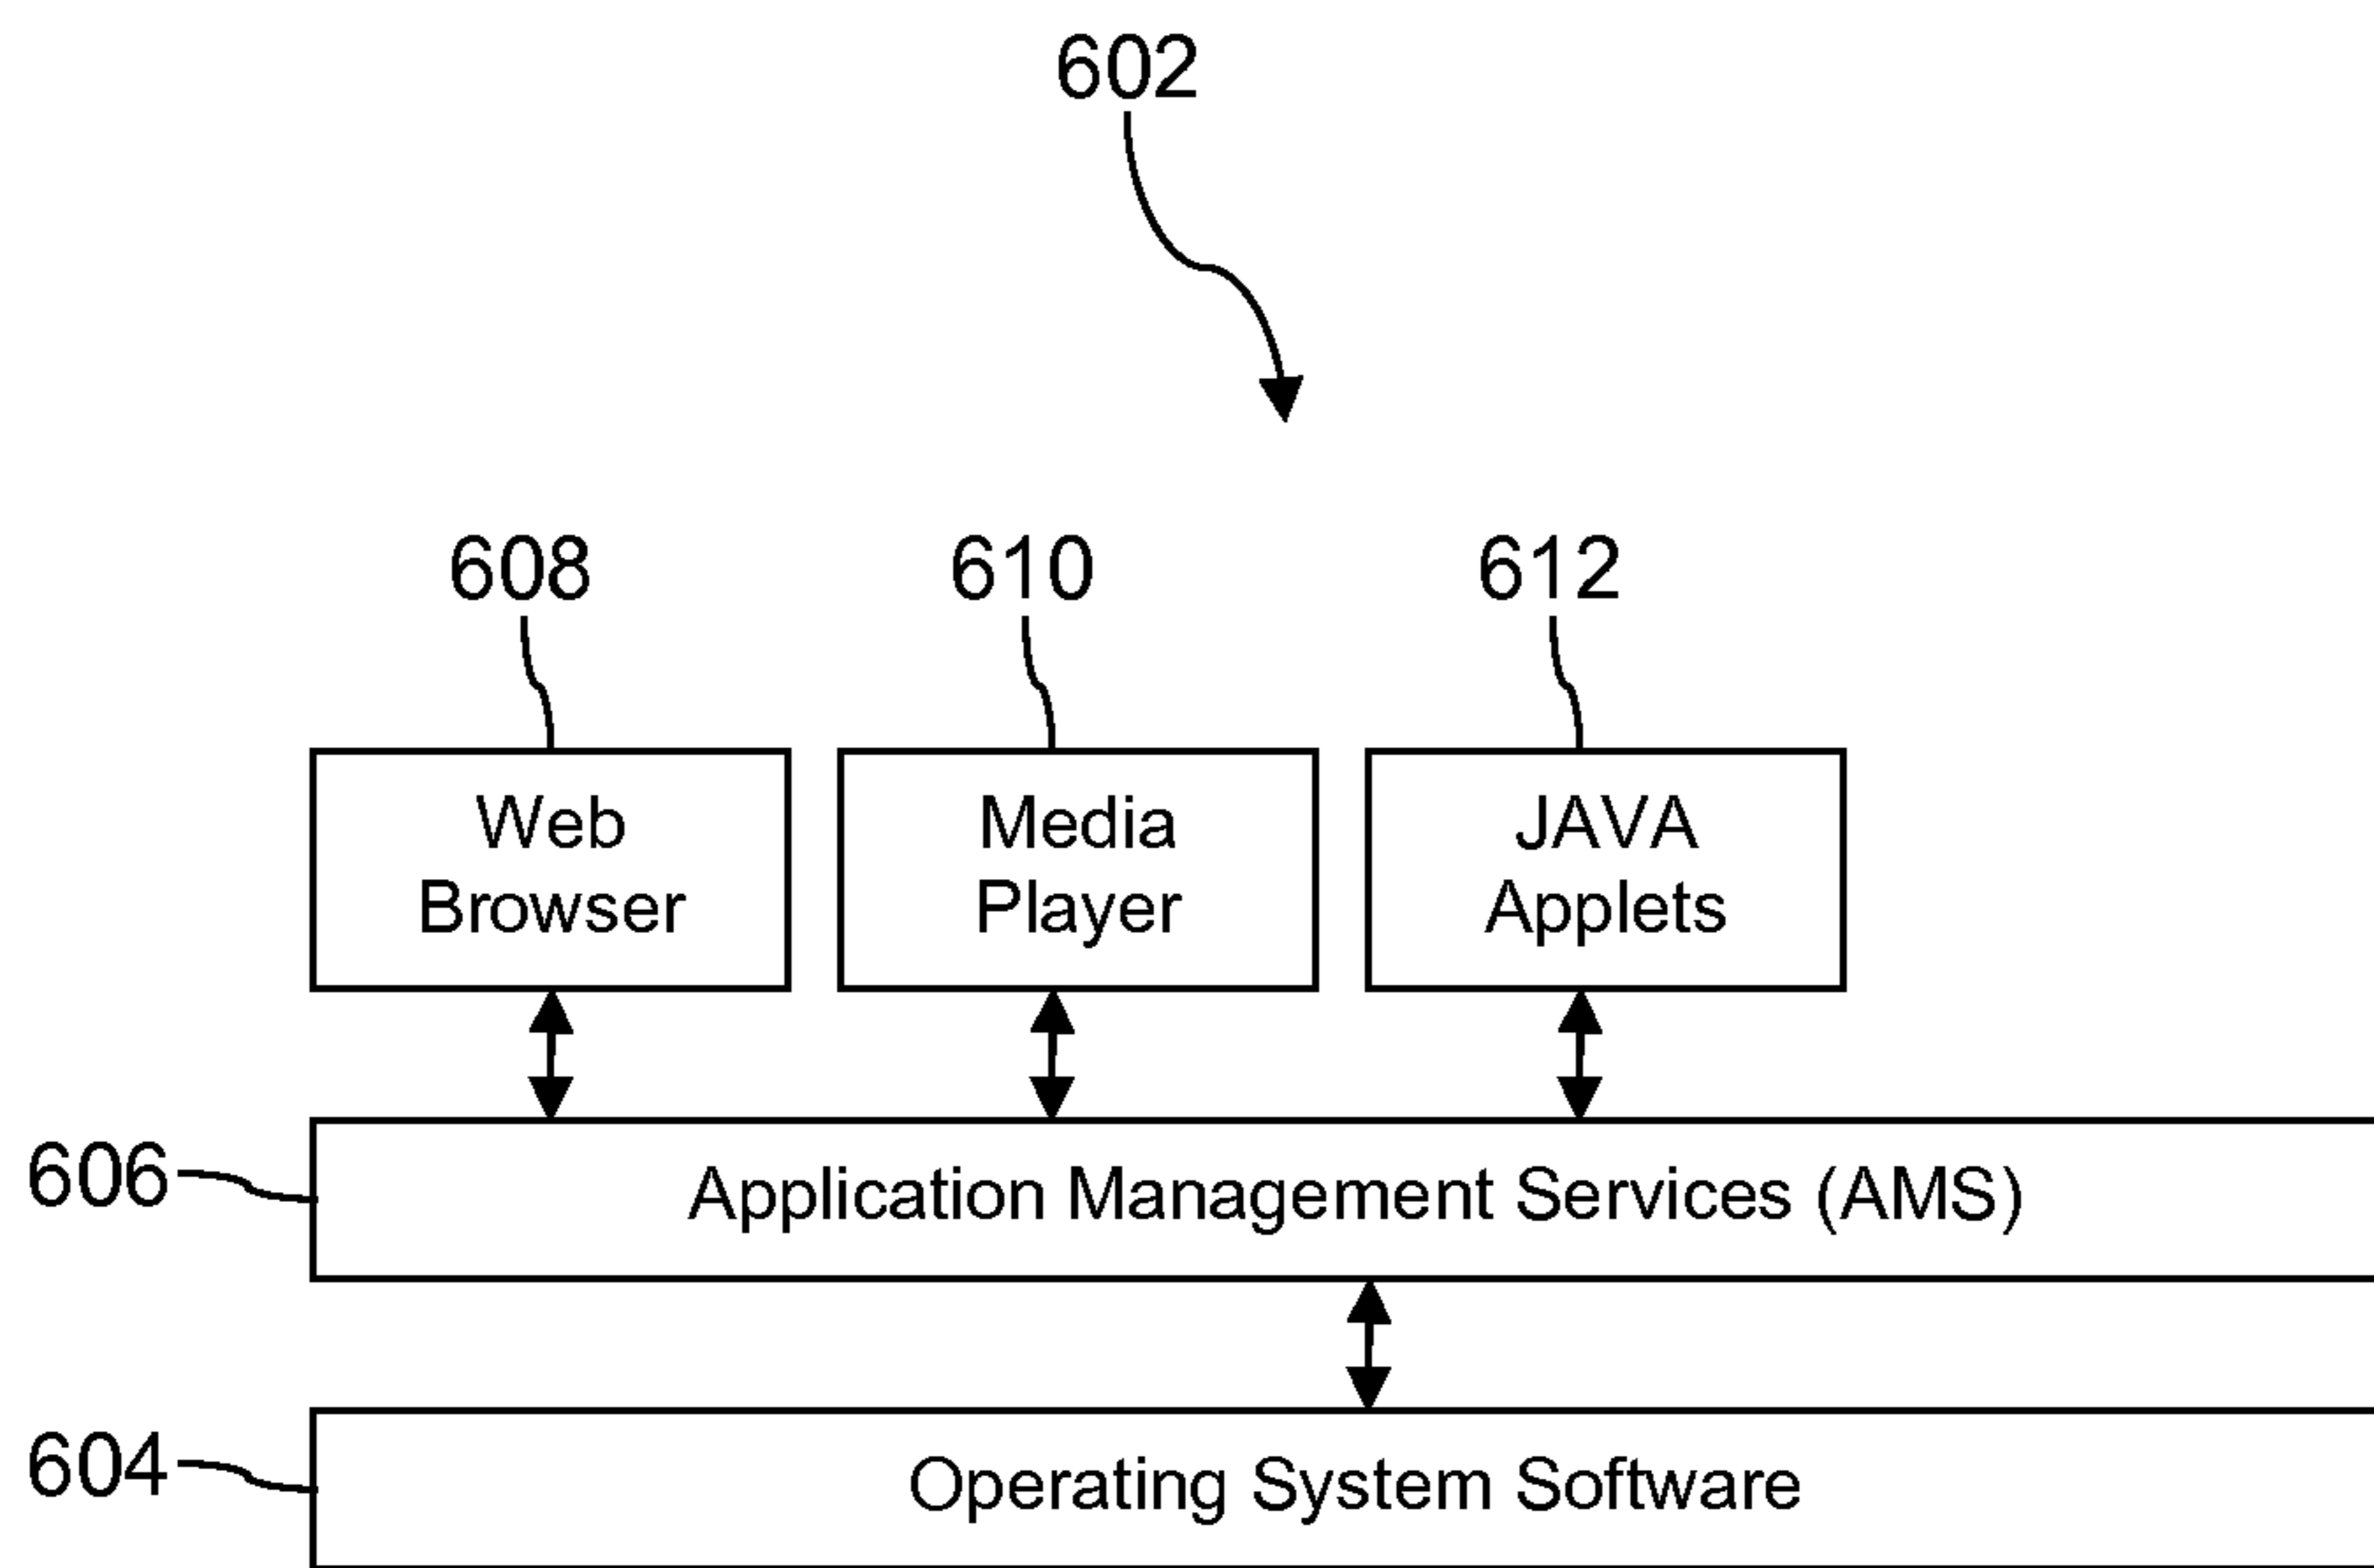 602
608
610
612
Web
Browser
Media
Player
JAVA
Applets
606
Application Management Services (AMS)
604
Operating System Software